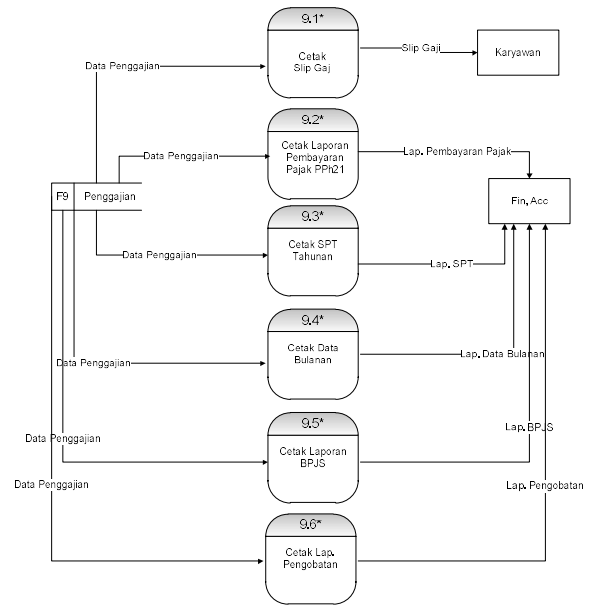 9.1*
Cetak
Slip Gaj
Slip Gaji
Karyawan
Data Penggajian
9.2*
Cetak Laporan
Pembayaran
Pajak PPh21
Data Penggajian
Lap. Pembayaran Pajak
F9
Penggajian
Fin, Acc
9.3*
Cetak SPT
Tahunan
Data Penggajian
Lap. SPT
9.4*
Cetak Data
Bulanan
Data Penggajian
Lap. Data Bulanan
9.5*
Cetak Laporan
BPJS
Data Penggajian
Lap. BPJS
Data Penggajian
Lap. Pengobatan
9.6*
Cetak Lap.
Pengobatan